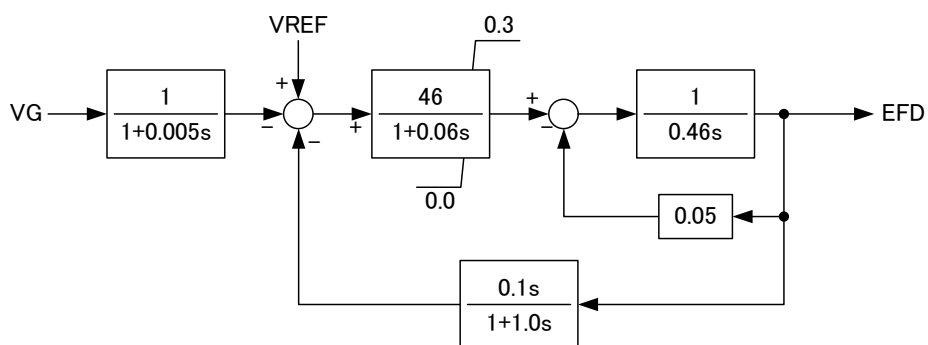 VREF
0.3
VG
1
1+0.005s
+
−
−
+
46
1+0.06s
0.0
+
−
1
0.46s
EFD
0.05
0.1s
1+1.0s